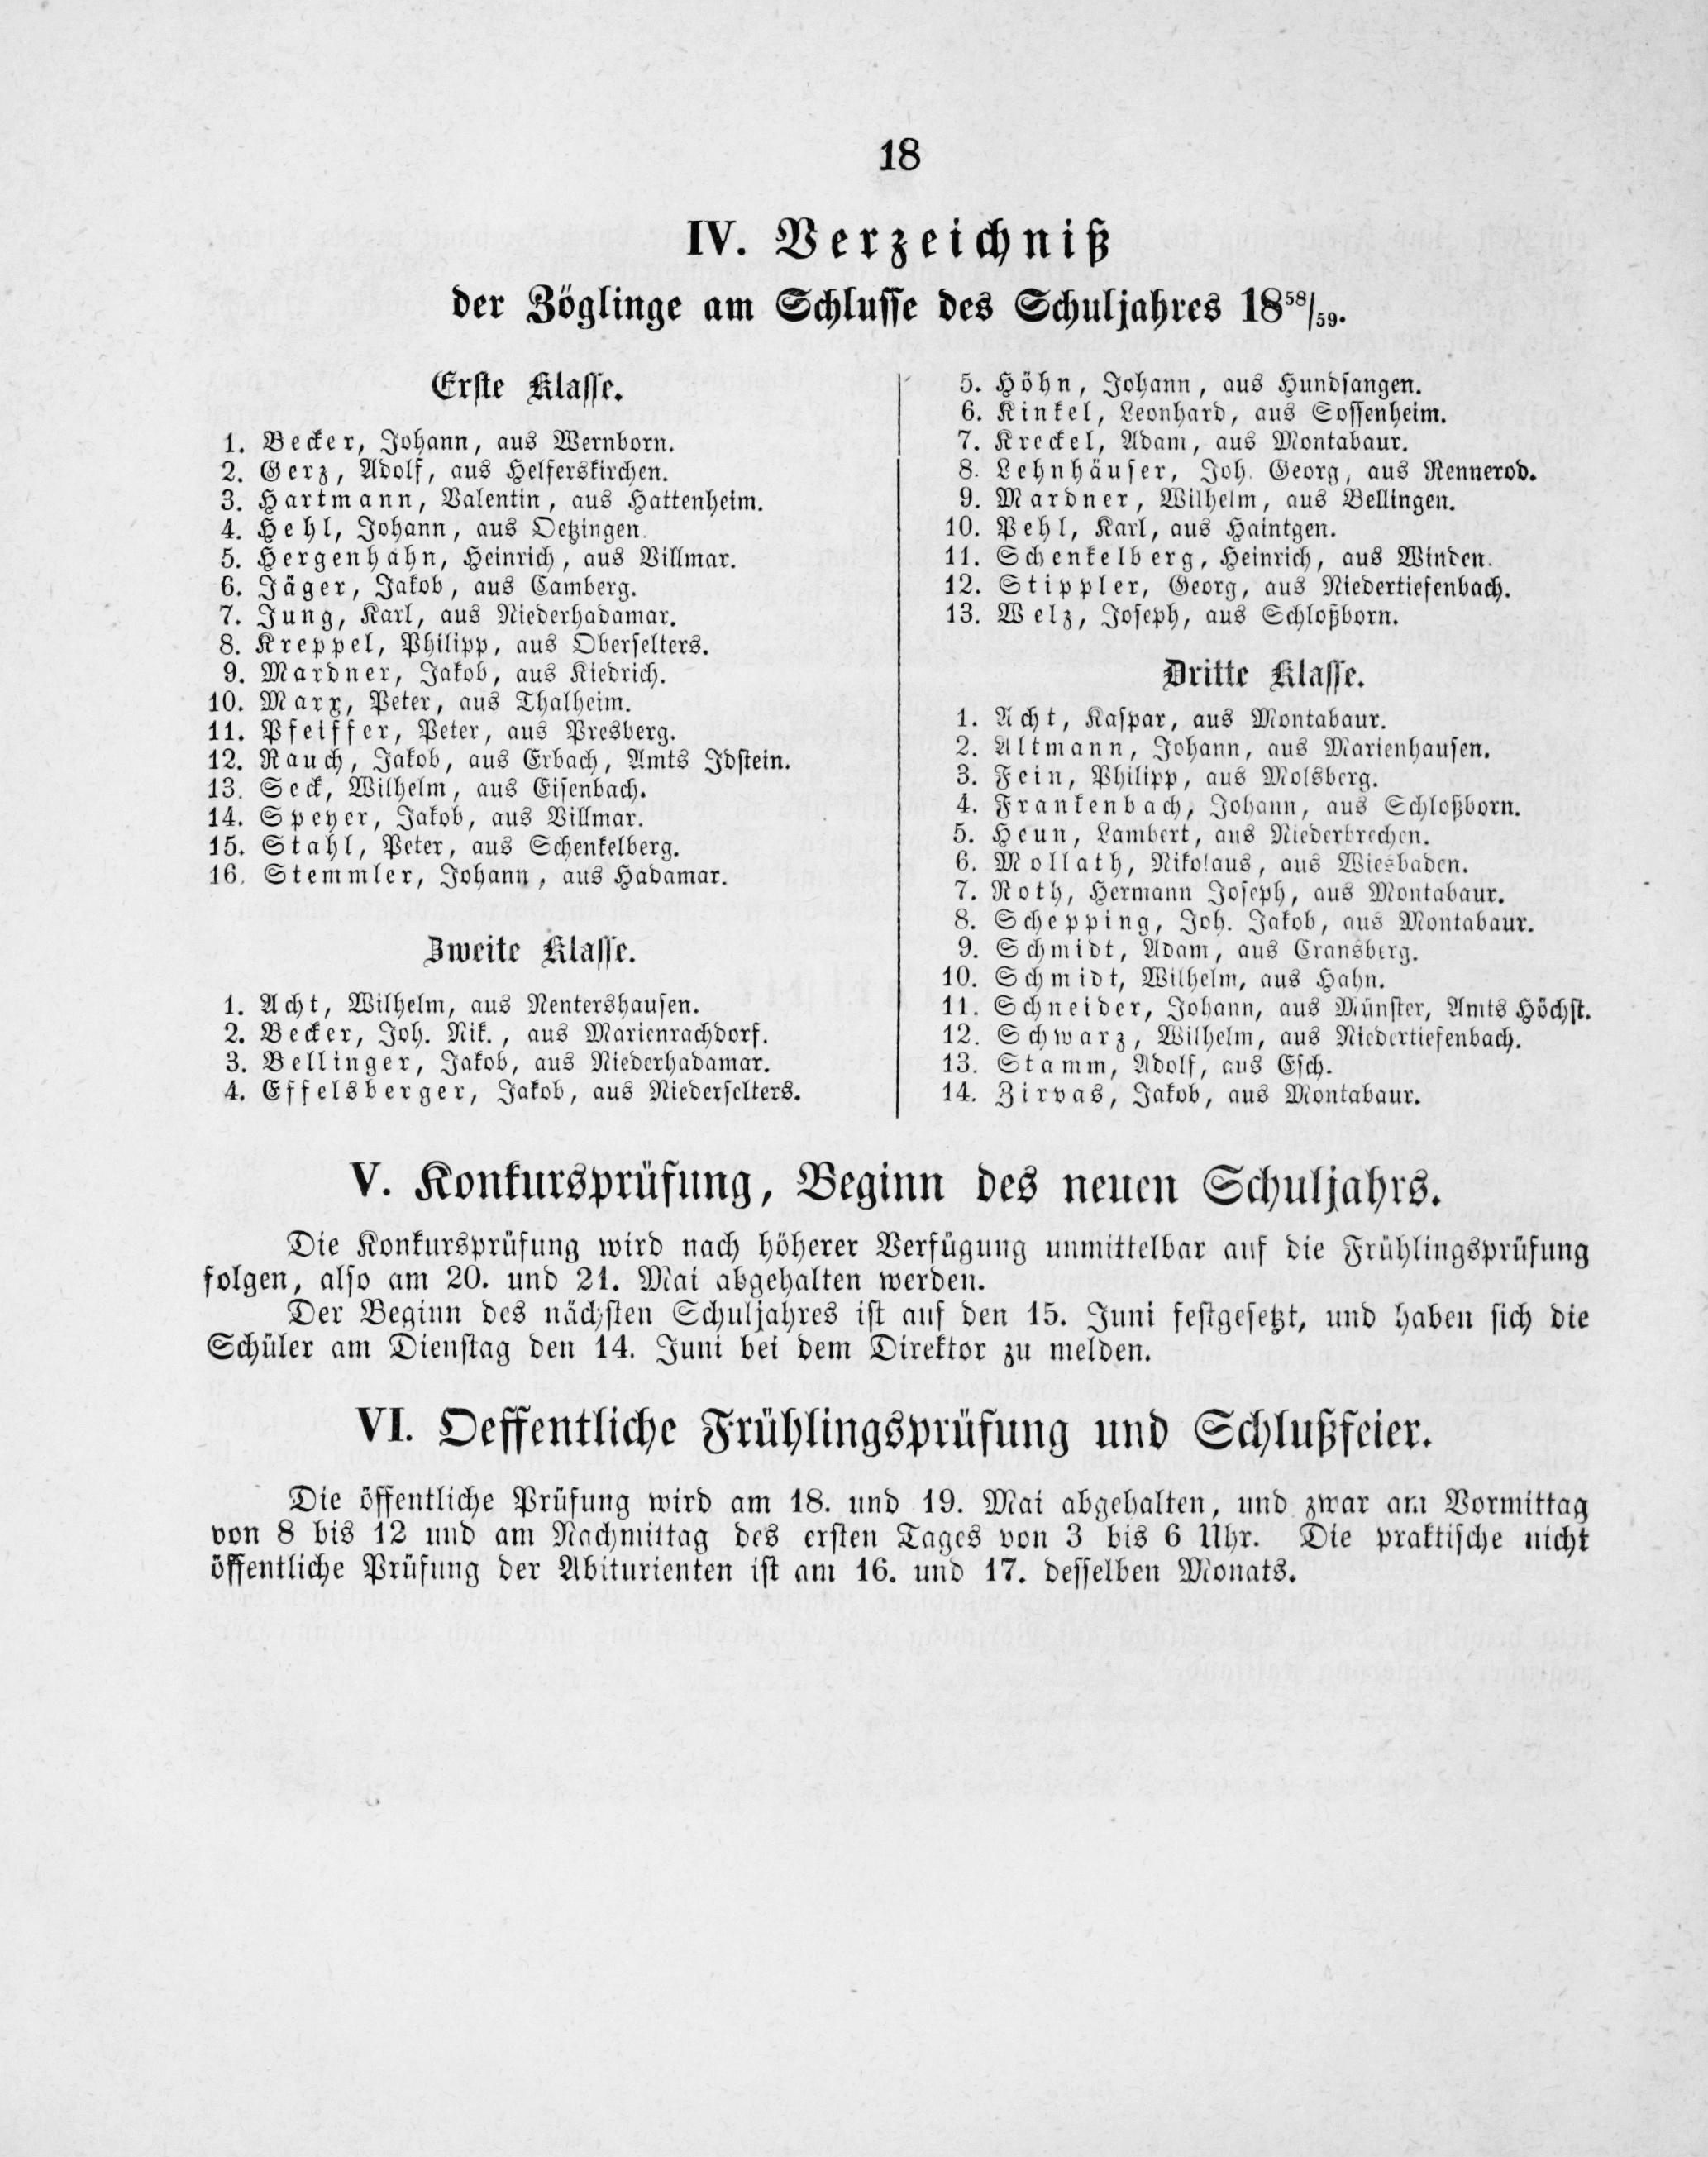 18
IV. Verzeichniß
der Zöglinge am Schlusse des Schuljahres 18⁵⁸/₅₉.
Erste Klasse.
1. Becker, Johann, aus Wernborn.
2. Gerz, Adolf, aus Helferskirchen.
3. Hartmann, Valentin, aus Hattenheim.
4. Hehl, Johann, aus Oetzingen.
5. Hergenhahn, Heinrich, aus Villmar.
6. Jäger, Jakob, aus Camberg.
7. Jung, Karl, aus Niederhadamar.
8. Kreppel, Philipp, aus Oberselters.
9. Mardner, Jakob, aus Kiedrich.
10. Marx, Peter, aus Thalheim.
11. Pfeiffer, Peter, aus Presberg.
12. Rauch, Jakob, aus Erbach, Amts Idstein.
13. Seck, Wilhelm, aus Eisenbach.
14. Speyer, Jakob, aus Villmar.
15. Stahl, Peter, aus Schenkelberg.
16. Stemmler, Johann, aus Hadamar.
Zweite Klasse.
1. Acht, Wilhelm, aus Nentershausen.
2. Becker, Joh. Nik., aus Marienrachdorf.
3. Bellinger, Jakob, aus Niederhadamar.
4. Effelsberger, Jakob, aus Niederselters.
5. Höhn, Johann, aus Hundsangen.
6. Kinkel, Leonhard, aus Sossenheim.
7. Kreckel, Adam, aus Montabaur.
8. Lehnhäuser, Joh. Georg, aus Rennerod.
9. Mardner, Wilhelm, aus Bellingen.
10. Pehl, Karl, aus Haintgen.
11. Schenkelberg, Heinrich, aus Winden.
12. Stippler, Georg, aus Niedertiefenbach.
13. Welz, Joseph, aus Schloßborn.
Dritte Klasse.
1. Acht, Kaspar, aus Montabaur.
2. Altmann, Johann, aus Marienhausen.
3. Fein, Philipp, aus Molsberg.
4. Frankenbach, Johann, aus Schloßborn.
5. Heun, Lambert, aus Niederbrechen.
6. Mollath, Nikolaus, aus Wiesbaden.
7. Roth, Hermann Joseph, aus Montabaur.
8. Schepping, Joh. Jakob, aus Montabaur.
9. Schmidt, Adam, aus Cransberg.
10. Schmidt, Wilhelm, aus Hahn.
11. Schneider, Johann, aus Münster, Amts Höchst.
12. Schwarz, Wilhelm, aus Niedertiefenbach.
13. Stamm, Adolf, aus Esch.
14. Zirvas, Jakob, aus Montabaur.
V. Konkursprüfung, Beginn des neuen Schuljahrs.
Die Konkursprüfung wird nach höherer Verfügung unmittelbar auf die Frühlingsprüfung
folgen, also am 20. und 21. Mai abgehalten werden.
Der Beginn des nächsten Schuljahres ist auf den 15. Juni festgesetzt, und haben sich die
Schüler am Dienstag den 14. Juni bei dem Direktor zu melden.
VI. Oeffentliche Frühlingsprüfung und Schlußfeier.
Die öffentliche Prüfung wird am 18. und 19. Mai abgehalten, und zwar am Vormittag
von 8 bis 12 und am Nachmittag des ersten Tages von 3 bis 6 Uhr. Die praktische nicht
öffentliche Prüfung der Abiturienten ist am 16. und 17. desselben Monats.